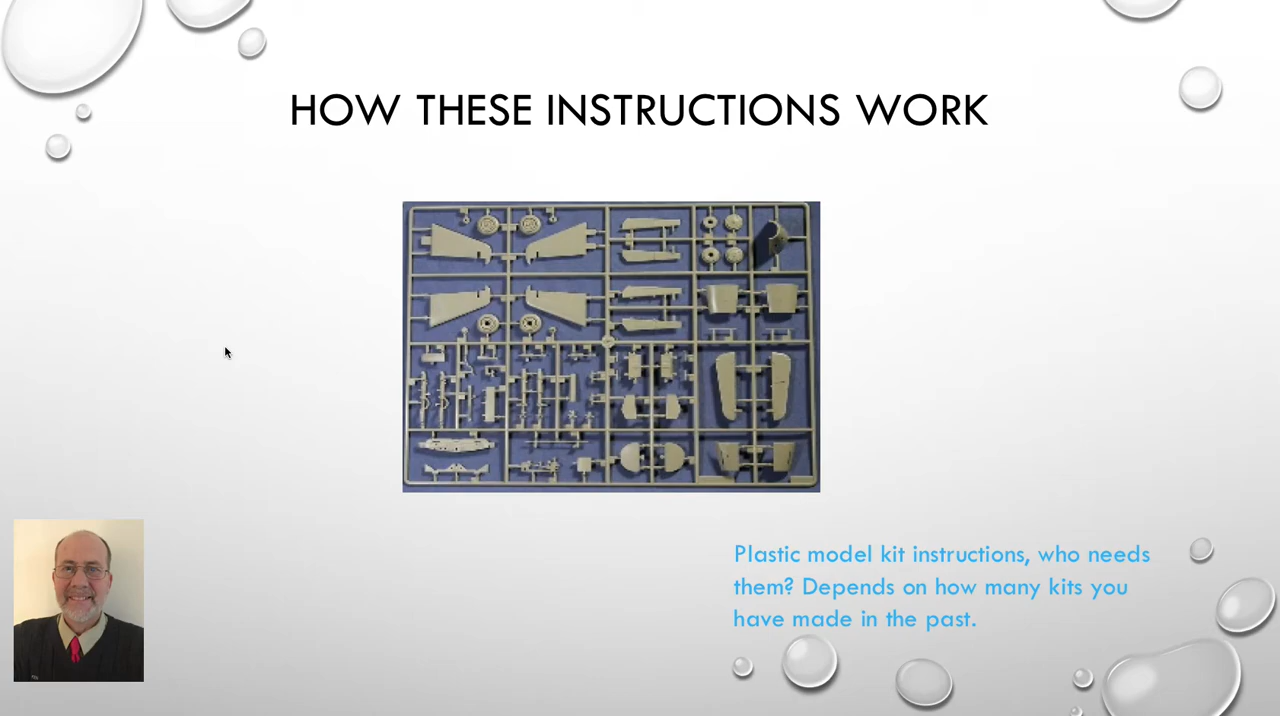 HOW THESE INSTRUCTIONS WORK
Plastic model kit instructions, who needs
them? Depends on how many kits you
have made in the past.